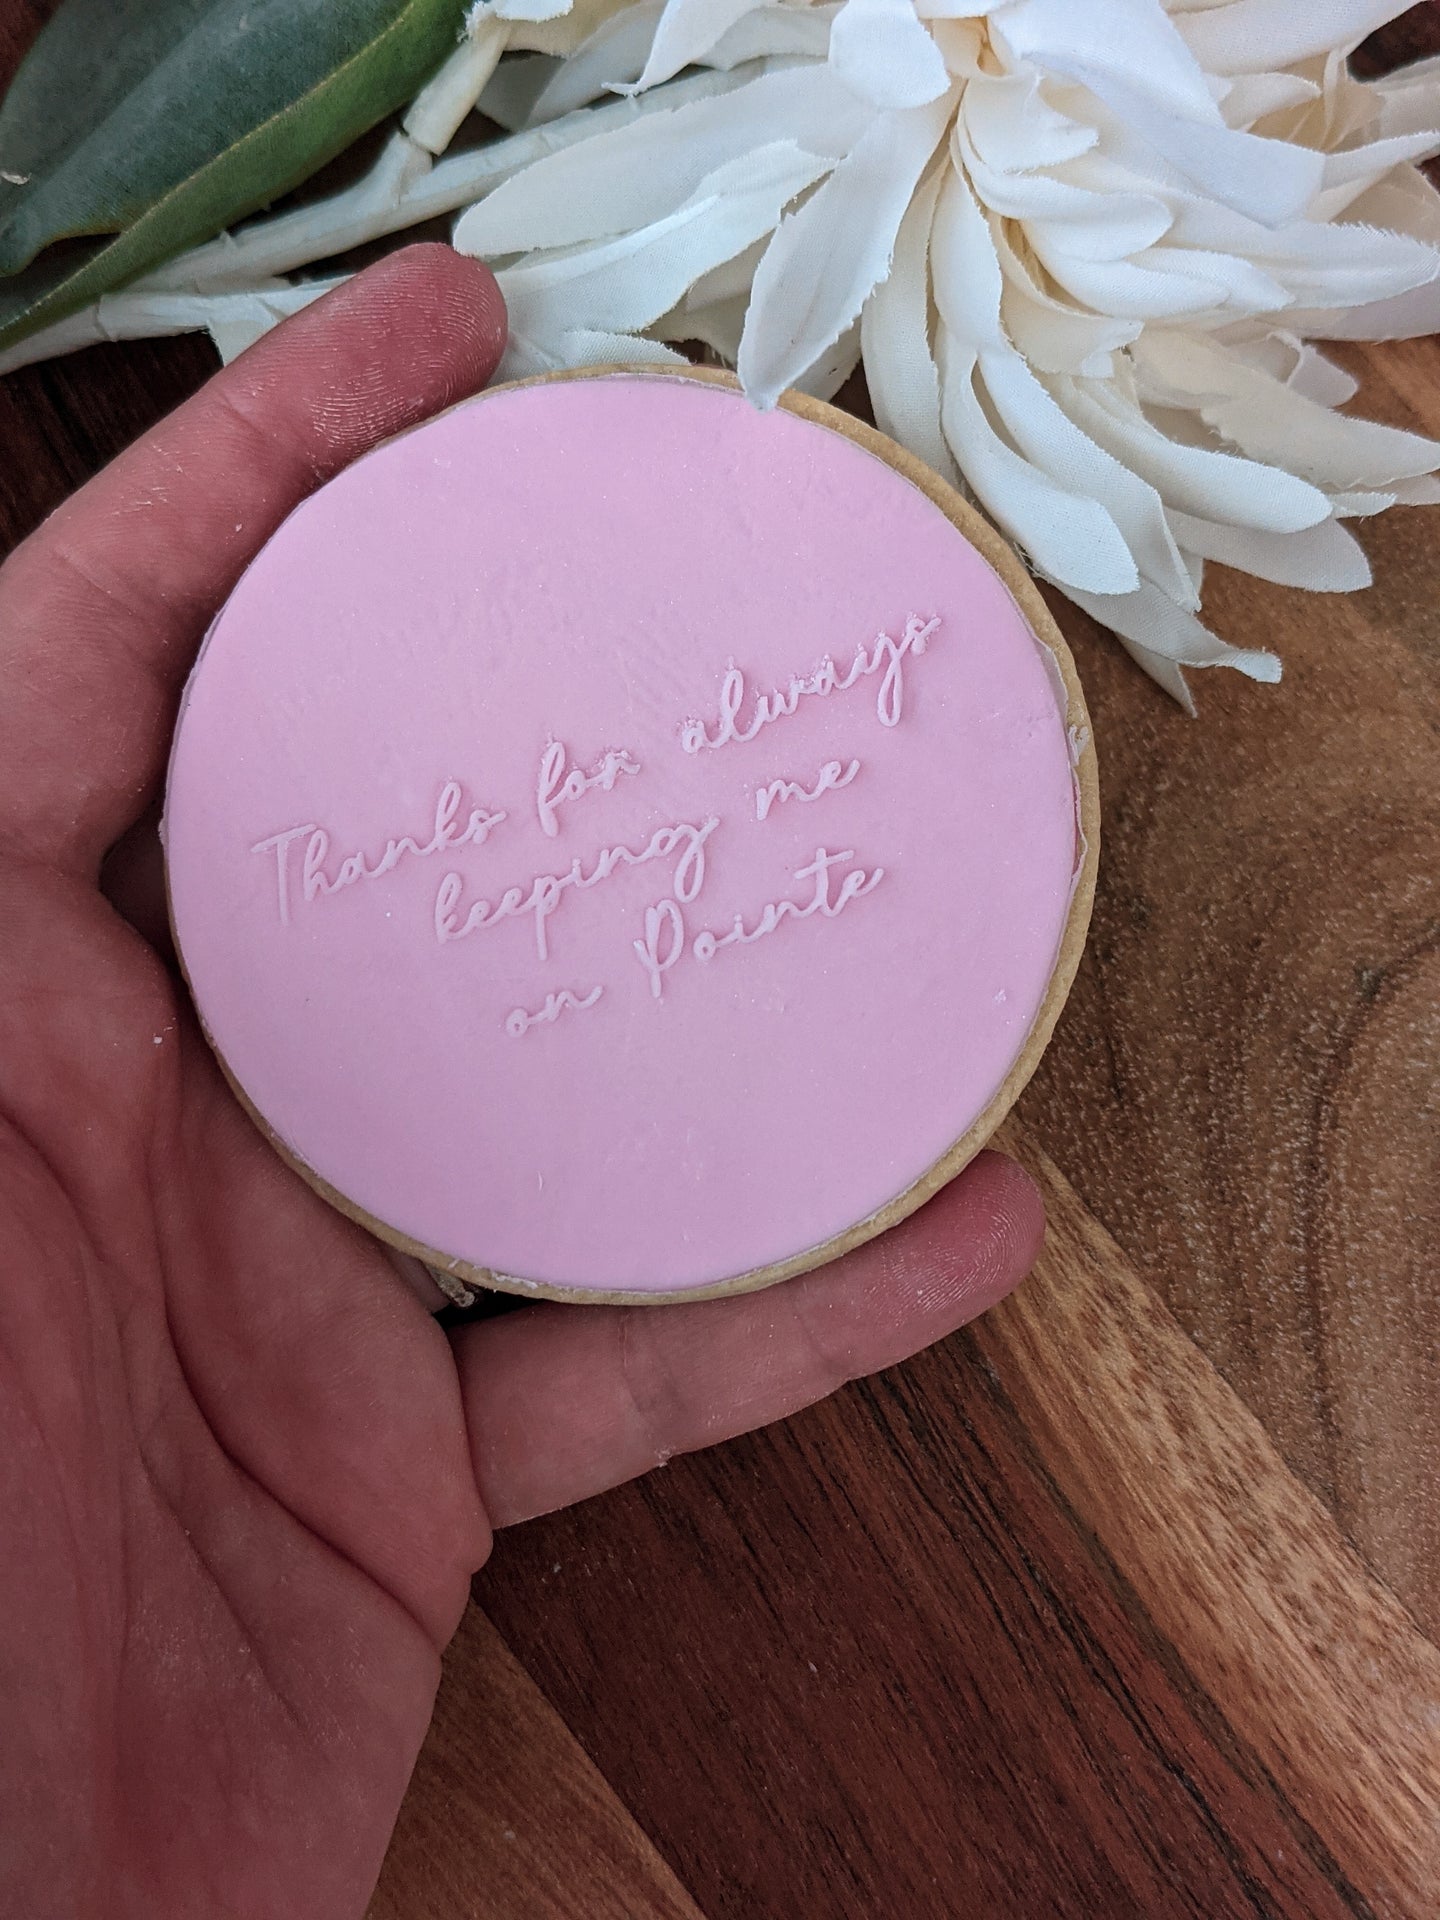 Thanks for always
keeping me
on Pointe